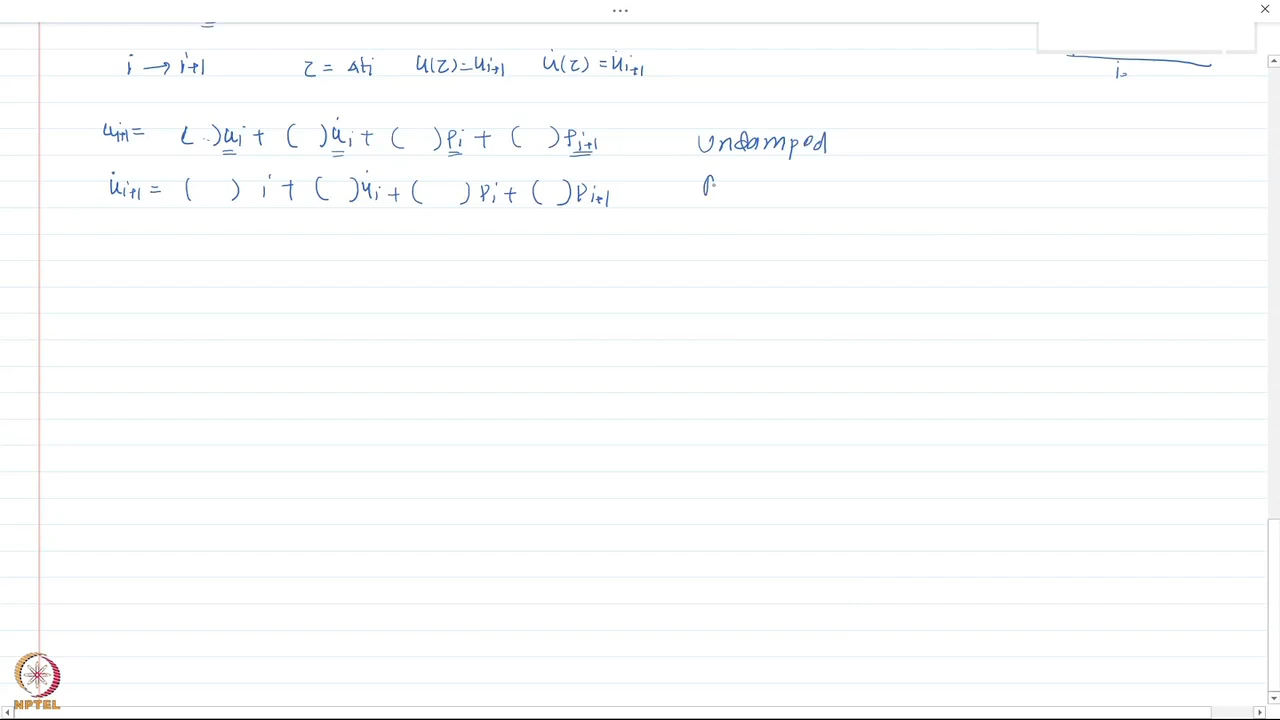 i → i+1 τ = Δti u(τ)=ui+1 u̇(τ) = u̇i+1
i=
ui+1= ( .. )ui + ( )u̇i + ( )pi + ( )pi+1 Undamped
u̇i+1 = ( ) i + ( )u̇i + ( )pi + ( )pi+1
NPTEL